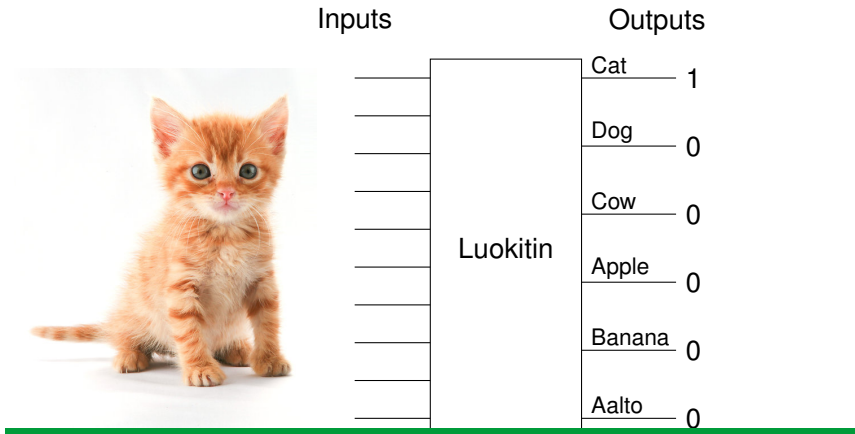 Inputs
Outputs
Cat 1
Dog 0
Cow 0
Luokitin
Apple 0
Banana 0
Aalto 0